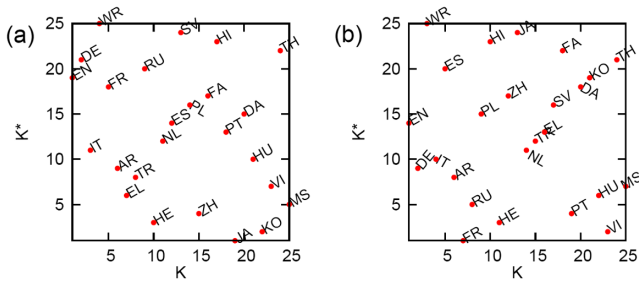 (a)
25
20
15
10
5
K*
WR
SV
HI
TH
DE
EN
RU
FR
FA
ES
PL
DA
NL
PT
IT
HU
AR
TR
EL
VI
MS
HE
ZH
KO
JA
5 10 15 20 25
K
(b)
25
20
15
10
5
K*
WR
JA
HI
FA
TH
ES
KO
DA
ZH
SV
PL
EN
EL
TR
NL
IT
DE
AR
MS
HU
RU
PT
HE
VI
FR
5 10 15 20 25
K